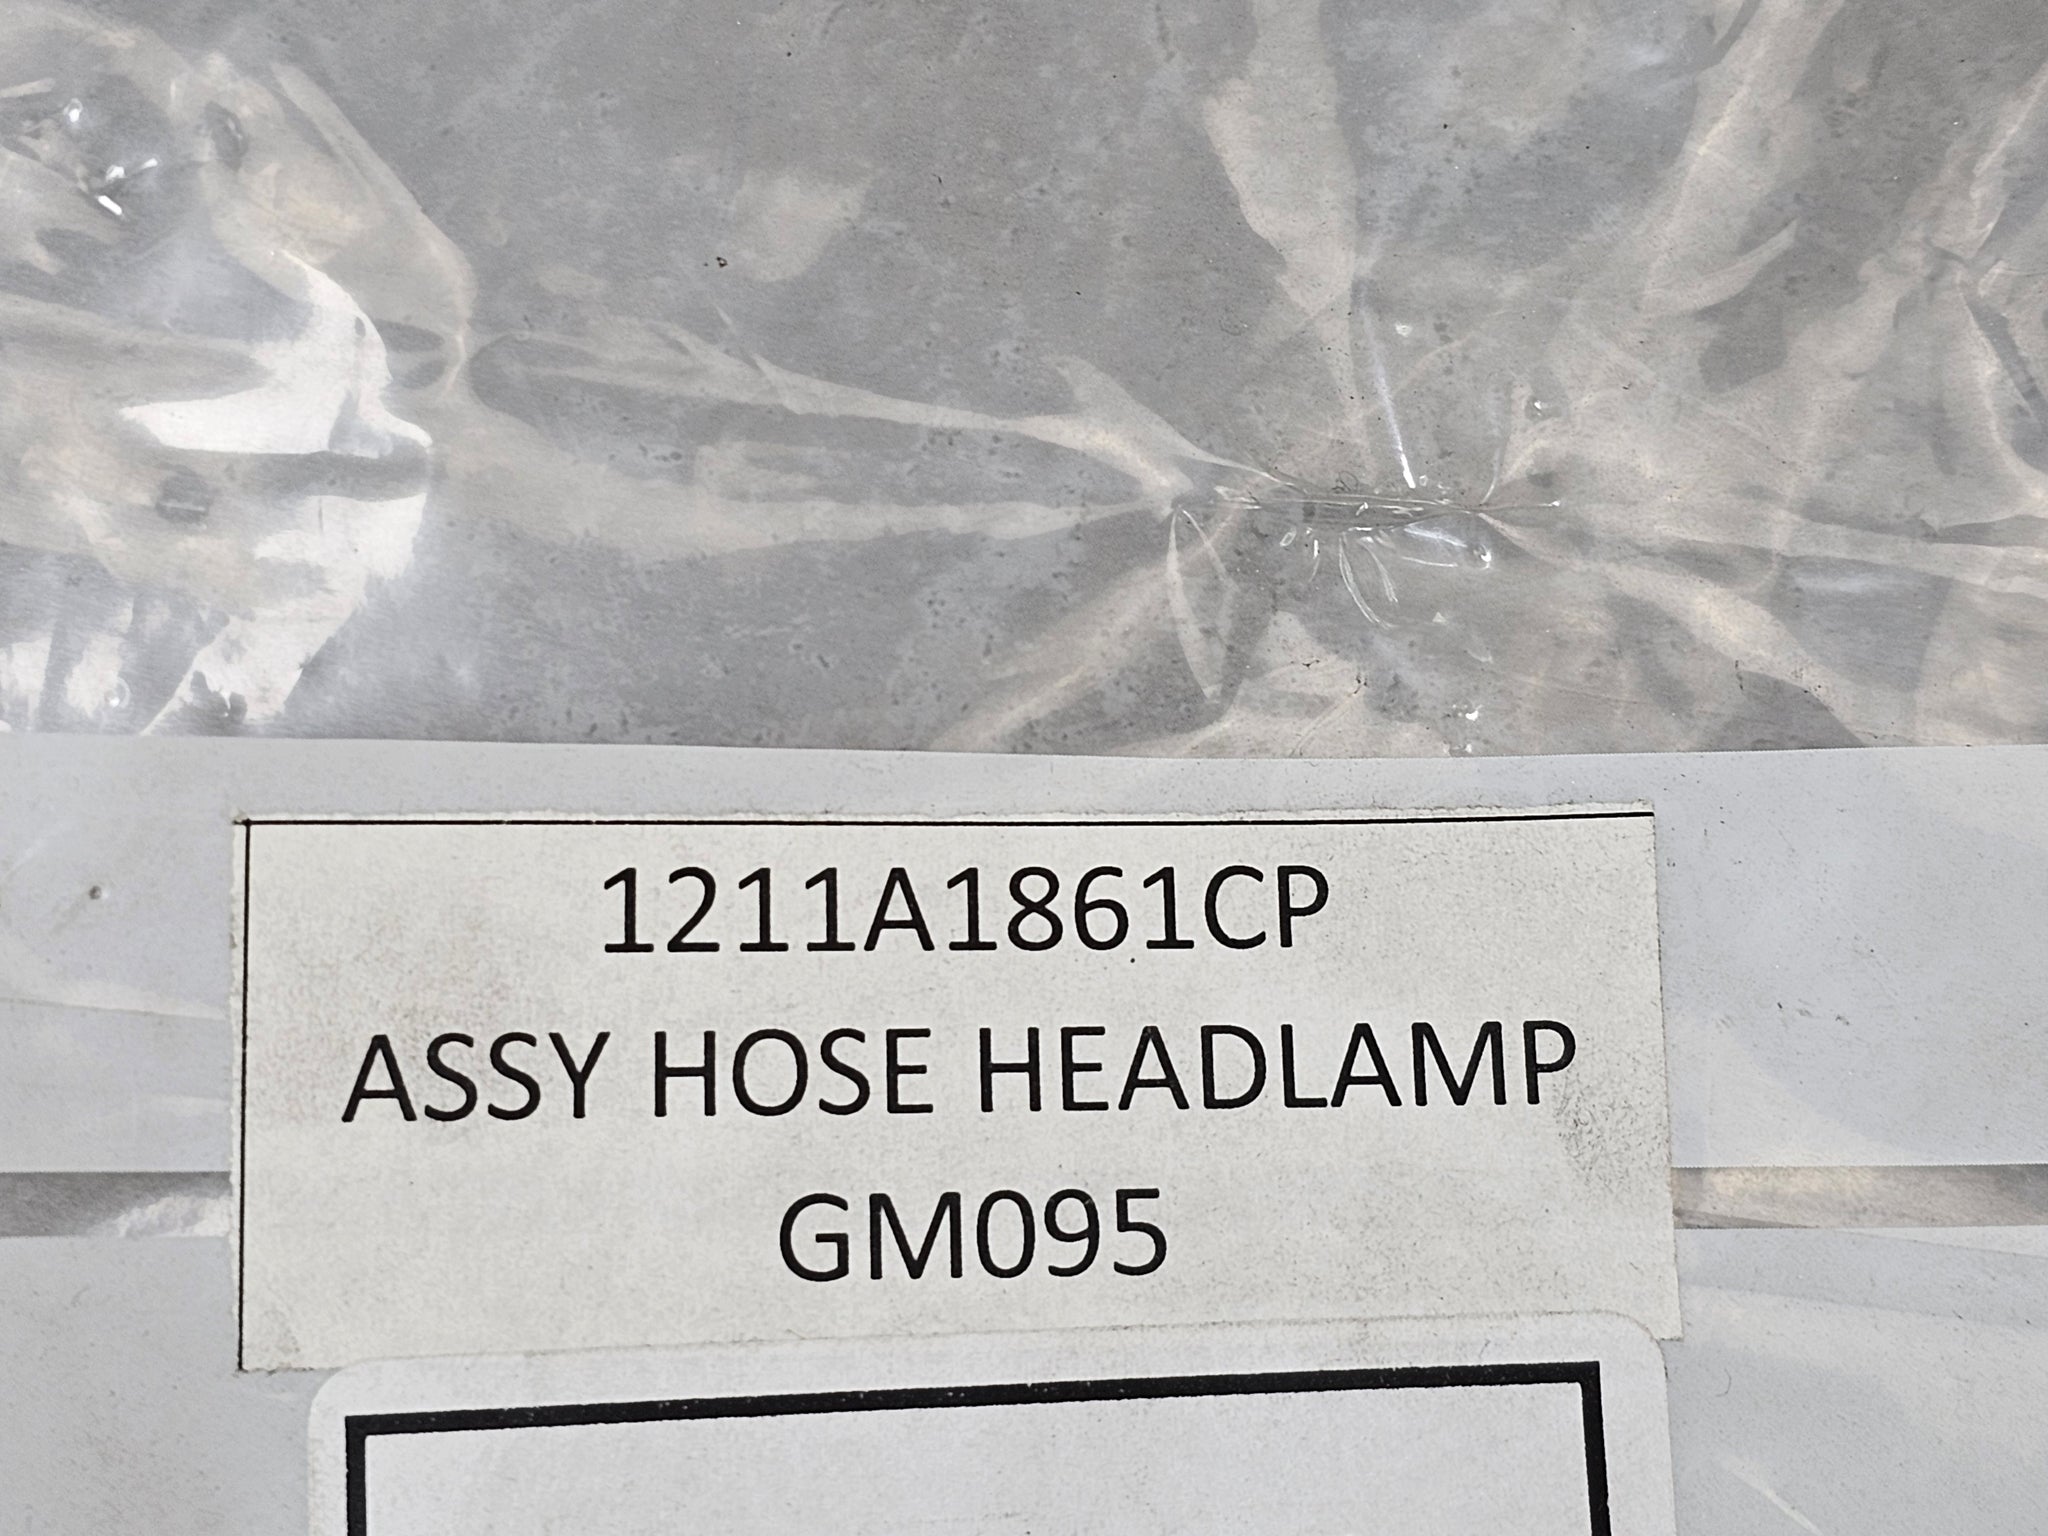 1211A1861CP
ASSY HOSE HEADLAMP
GM095